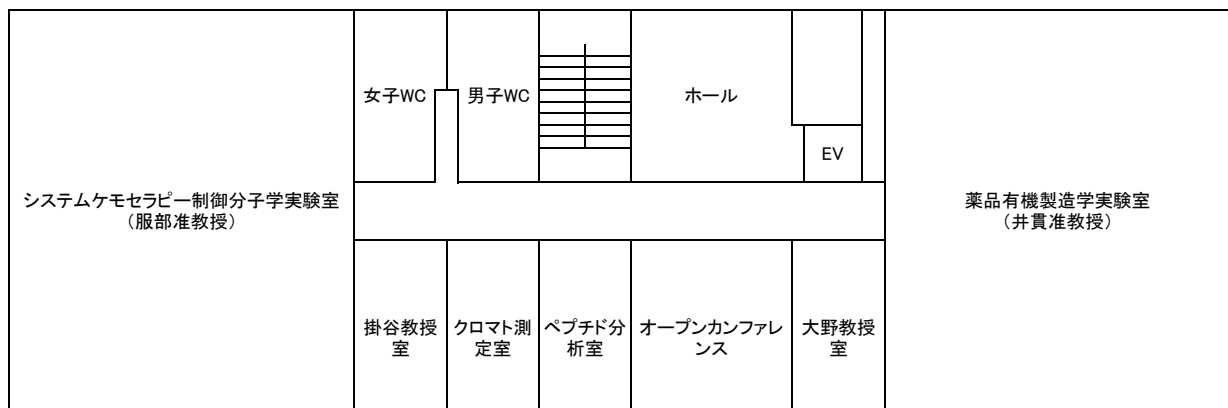 女子WC
男子WC
ホール
EV
システムケモセラピー制御分子学実験室
（服部准教授）
薬品有機製造学実験室
（井貫准教授）
掛谷教授
室
クロマト測
定室
ペプチド分
析室
オープンカンファレ
ンス
大野教授
室